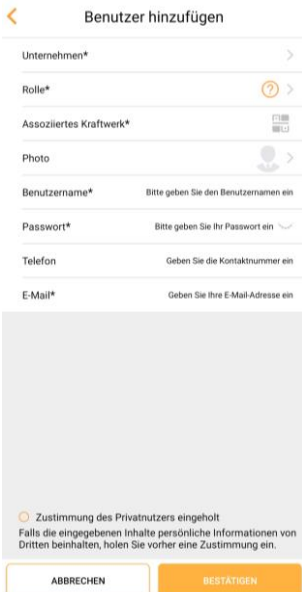 Benutzer hinzufügen
Unternehmen*
Rolle*
Assoziiertes Kraftwerk*
Photo
Benutzername* Bitte geben Sie den Benutzernamen ein
Passwort* Bitte geben Sie Ihr Passwort ein
Telefon Geben Sie die Kontaktnummer ein
E-Mail* Geben Sie Ihre E-Mail-Adresse ein
Zustimmung des Privatnutzers eingeholt
Falls die eingegebenen Inhalte persönliche Informationen von
Dritten beinhalten, holen Sie vorher eine Zustimmung ein.
ABBRECHEN BESTÄTIGEN